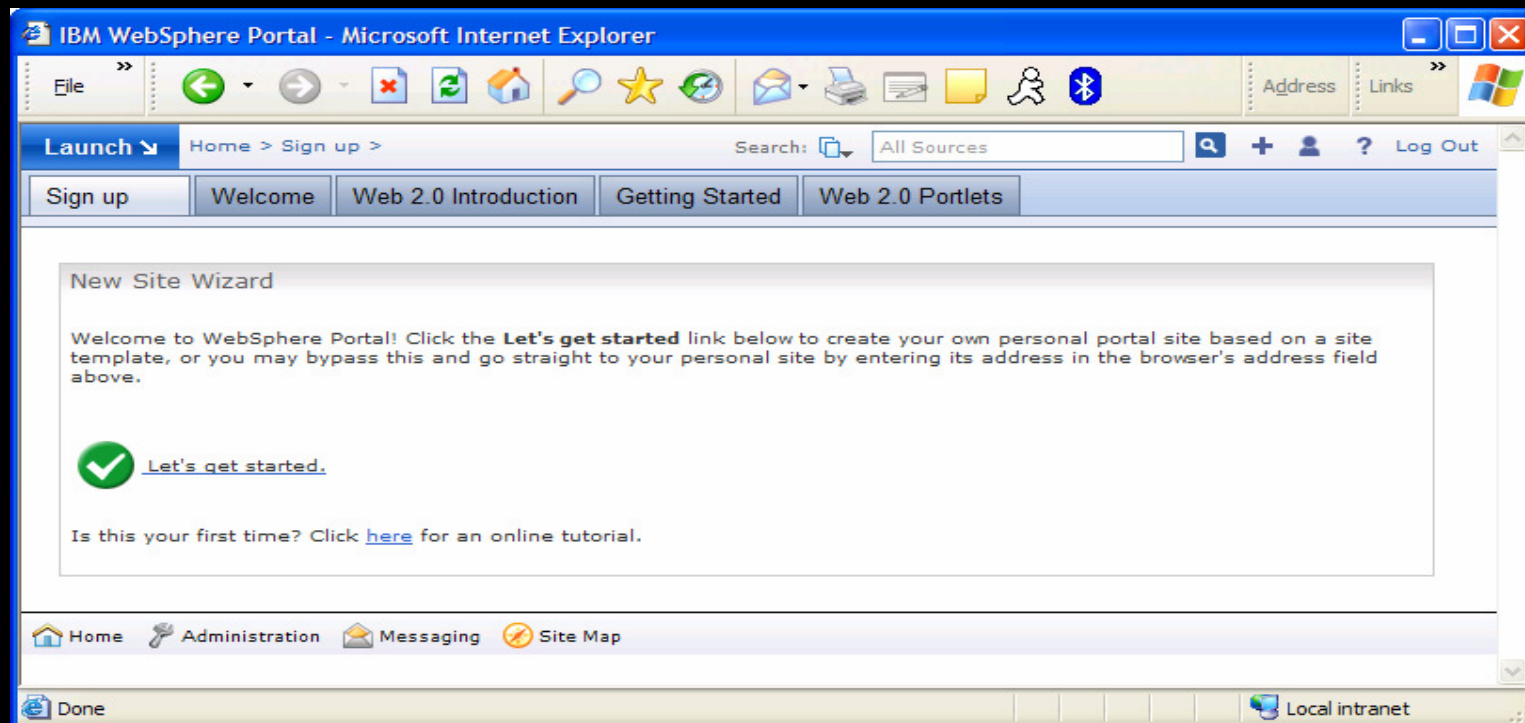 IBM WebSphere Portal - Microsoft Internet Explorer
File » Address Links »
Launch Home > Sign up > Search: All Sources ? Log Out
Sign up Welcome Web 2.0 Introduction Getting Started Web 2.0 Portlets
New Site Wizard
Welcome to WebSphere Portal! Click the Let's get started link below to create your own personal portal site based on a site
template, or you may bypass this and go straight to your personal site by entering its address in the browser's address field
above.
Let's get started.
Is this your first time? Click here for an online tutorial.
Home Administration Messaging Site Map
Done Local intranet